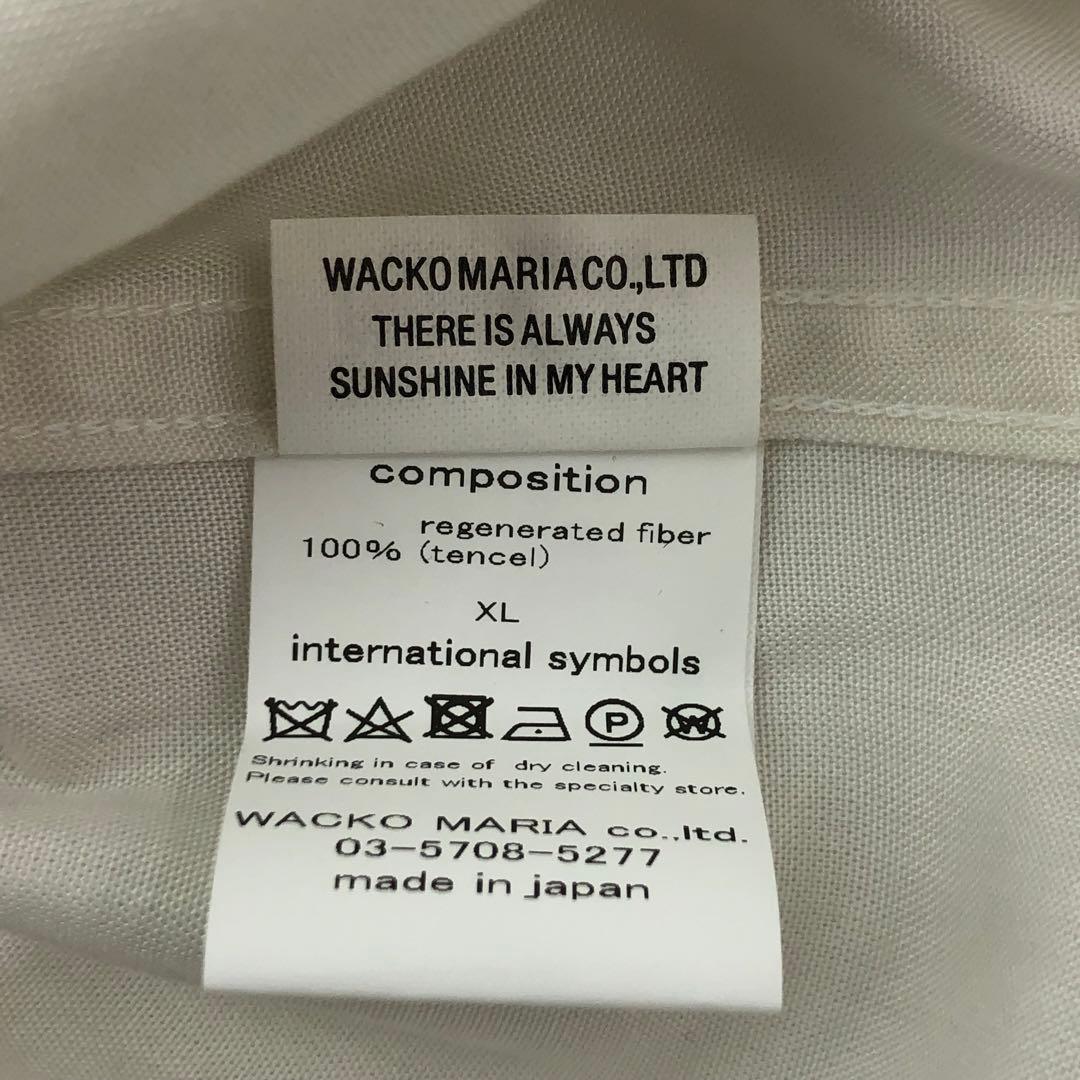 WACKO MARIA CO.,LTD
THERE IS ALWAYS
SUNSHINE IN MY HEART
composition
regenerated fiber
100% (tencel)
XL
international symbols
P W
Shrinking in case of dry cleaning.
Please consult with the specialty store.
WACKO MARIA co.,ltd.
03-5708-5277
made in japan